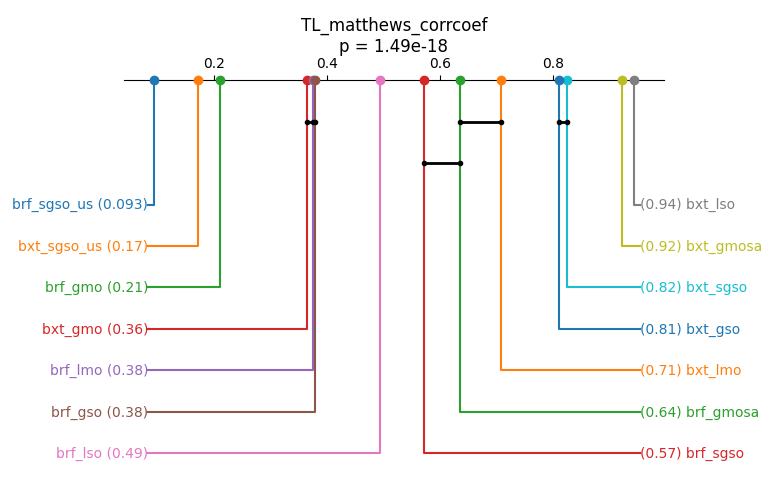 TL_matthews_corrcoef
p = 1.49e-18
0.2 0.4 0.6 0.8
brf_sgso_us (0.093) (0.94) bxt_lso
bxt_sgso_us (0.17) (0.92) bxt_gmosa
brf_gmo (0.21) (0.82) bxt_sgso
bxt_gmo (0.36) (0.81) bxt_gso
brf_lmo (0.38) (0.71) bxt_lmo
brf_gso (0.38) (0.64) brf_gmosa
brf_lso (0.49) (0.57) brf_sgso